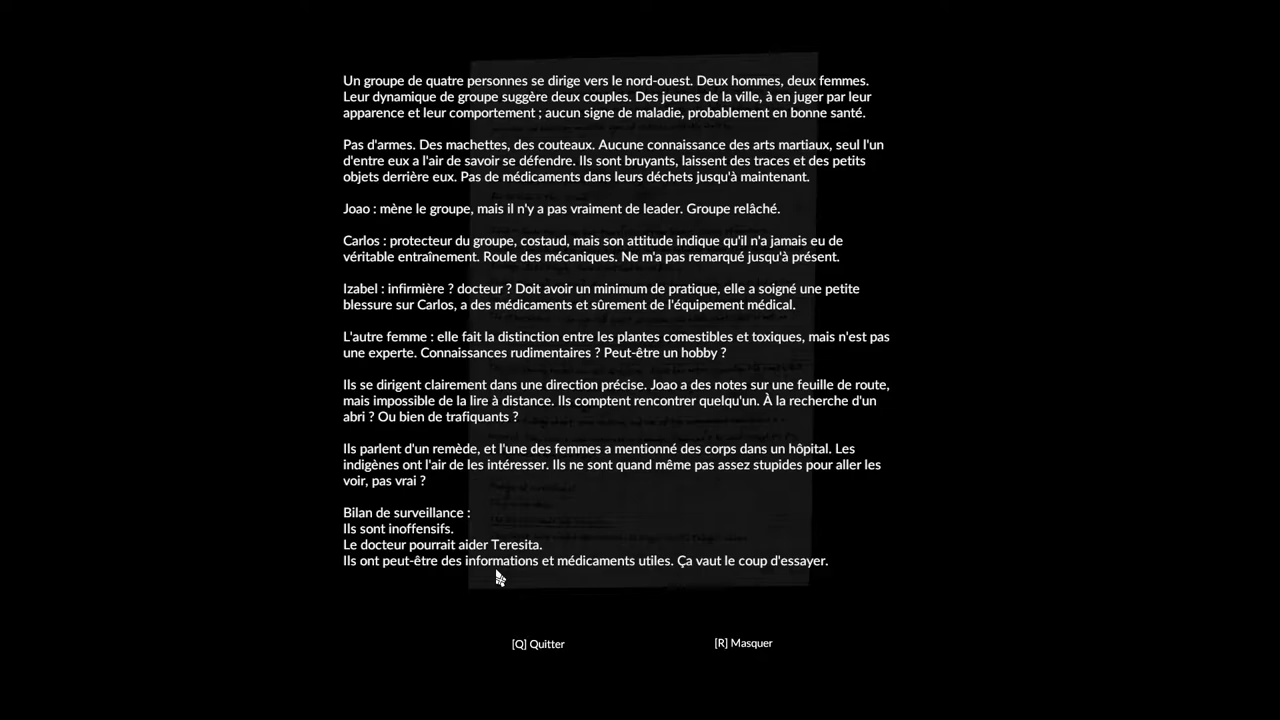 Un groupe de quatre personnes se dirige vers le nord-ouest. Deux hommes, deux femmes.
Leur dynamique de groupe suggère deux couples. Des jeunes de la ville, à en juger par leur
apparence et leur comportement ; aucun signe de maladie, probablement en bonne santé.
Pas d'armes. Des machettes, des couteaux. Aucune connaissance des arts martiaux, seul l'un
d'entre eux a l'air de savoir se défendre. Ils sont bruyants, laissent des traces et des petits
objets derrière eux. Pas de médicaments dans leurs déchets jusqu'à maintenant.
Joao : mène le groupe, mais il n'y a pas vraiment de leader. Groupe relâché.
Carlos : protecteur du groupe, costaud, mais son attitude indique qu'il n'a jamais eu de
véritable entraînement. Roule des mécaniques. Ne m'a pas remarqué jusqu'à présent.
Izabel : infirmière ? docteur ? Doit avoir un minimum de pratique, elle a soigné une petite
blessure sur Carlos, a des médicaments et sûrement de l'équipement médical.
L'autre femme : elle fait la distinction entre les plantes comestibles et toxiques, mais n'est pas
une experte. Connaissances rudimentaires ? Peut-être un hobby ?
Ils se dirigent clairement dans une direction précise. Joao a des notes sur une feuille de route,
mais impossible de la lire à distance. Ils comptent rencontrer quelqu'un. À la recherche d'un
abri ? Ou bien de trafiquants ?
Ils parlent d'un remède, et l'une des femmes a mentionné des corps dans un hôpital. Les
indigènes ont l'air de les intéresser. Ils ne sont quand même pas assez stupides pour aller les
voir, pas vrai ?
Bilan de surveillance :
Ils sont inoffensifs.
Le docteur pourrait aider Teresita.
Ils ont peut-être des informations et médicaments utiles. Ça vaut le coup d'essayer.
[Q] Quitter
[R] Masquer